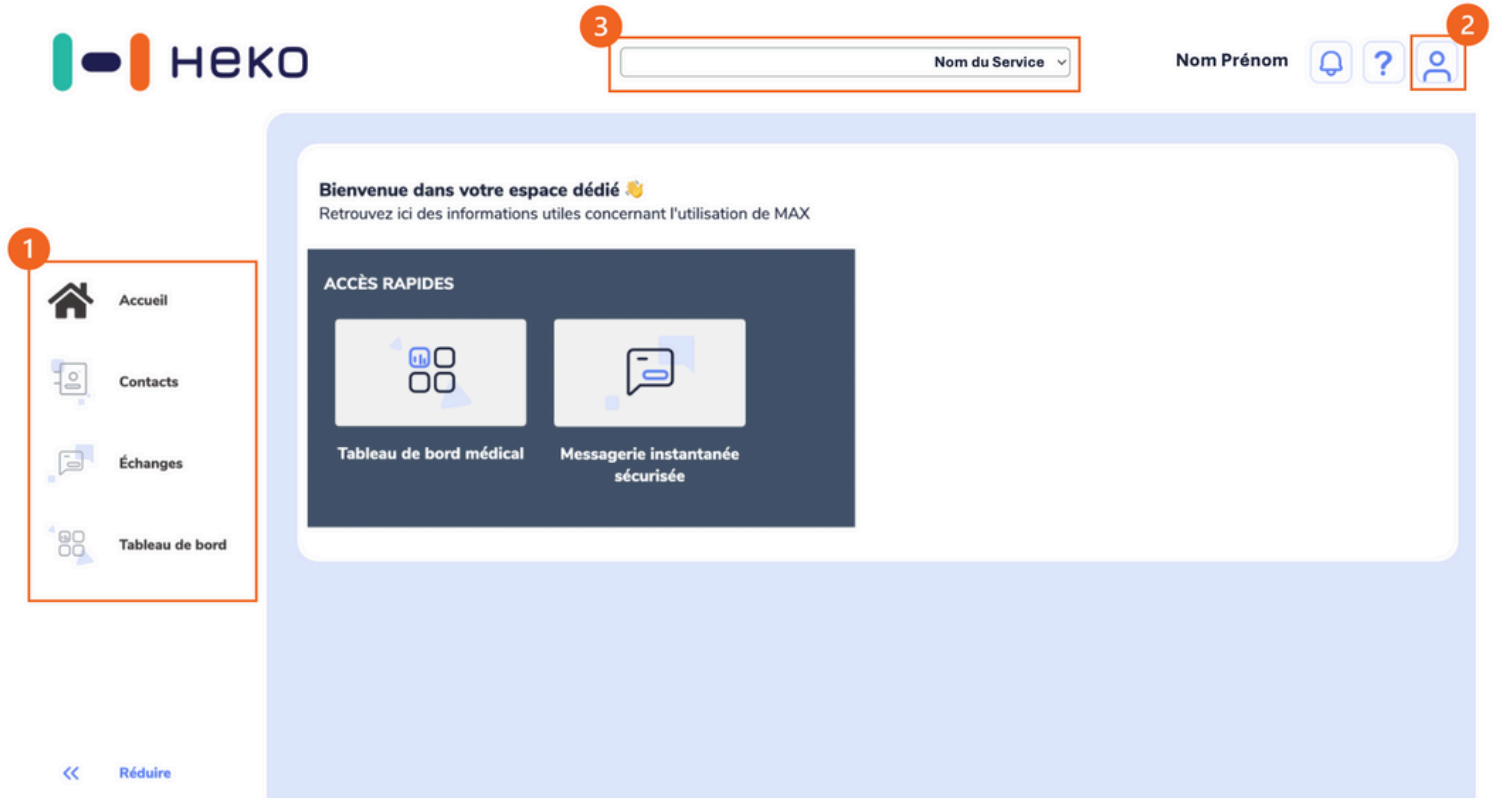 Heko
3
Nom du Service
Nom Prénom
?
2
Bienvenue dans votre espace dédié 👋
Retrouvez ici des informations utiles concernant l'utilisation de MAX
1
Accueil
Contacts
Échanges
Tableau de bord
ACCÈS RAPIDES
Tableau de bord médical
Messagerie instantanée
sécurisée
Réduire